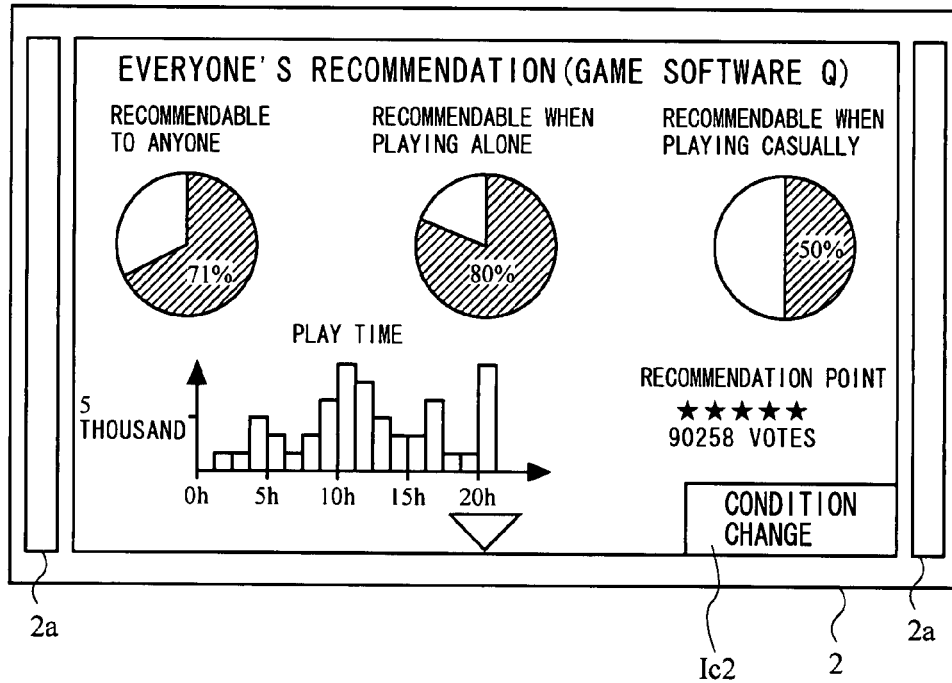 EVERYONE'S RECOMMENDATION(GAME SOFTWARE Q)
RECOMMENDABLE
TO ANYONE
RECOMMENDABLE WHEN
PLAYING ALONE
RECOMMENDABLE WHEN
PLAYING CASUALLY
71%
80%
50%
PLAY TIME
5
THOUSAND
0h 5h 10h 15h 20h
RECOMMENDATION POINT
★★★★★
90258 VOTES
CONDITION
CHANGE
2a
Ic2
2
2a